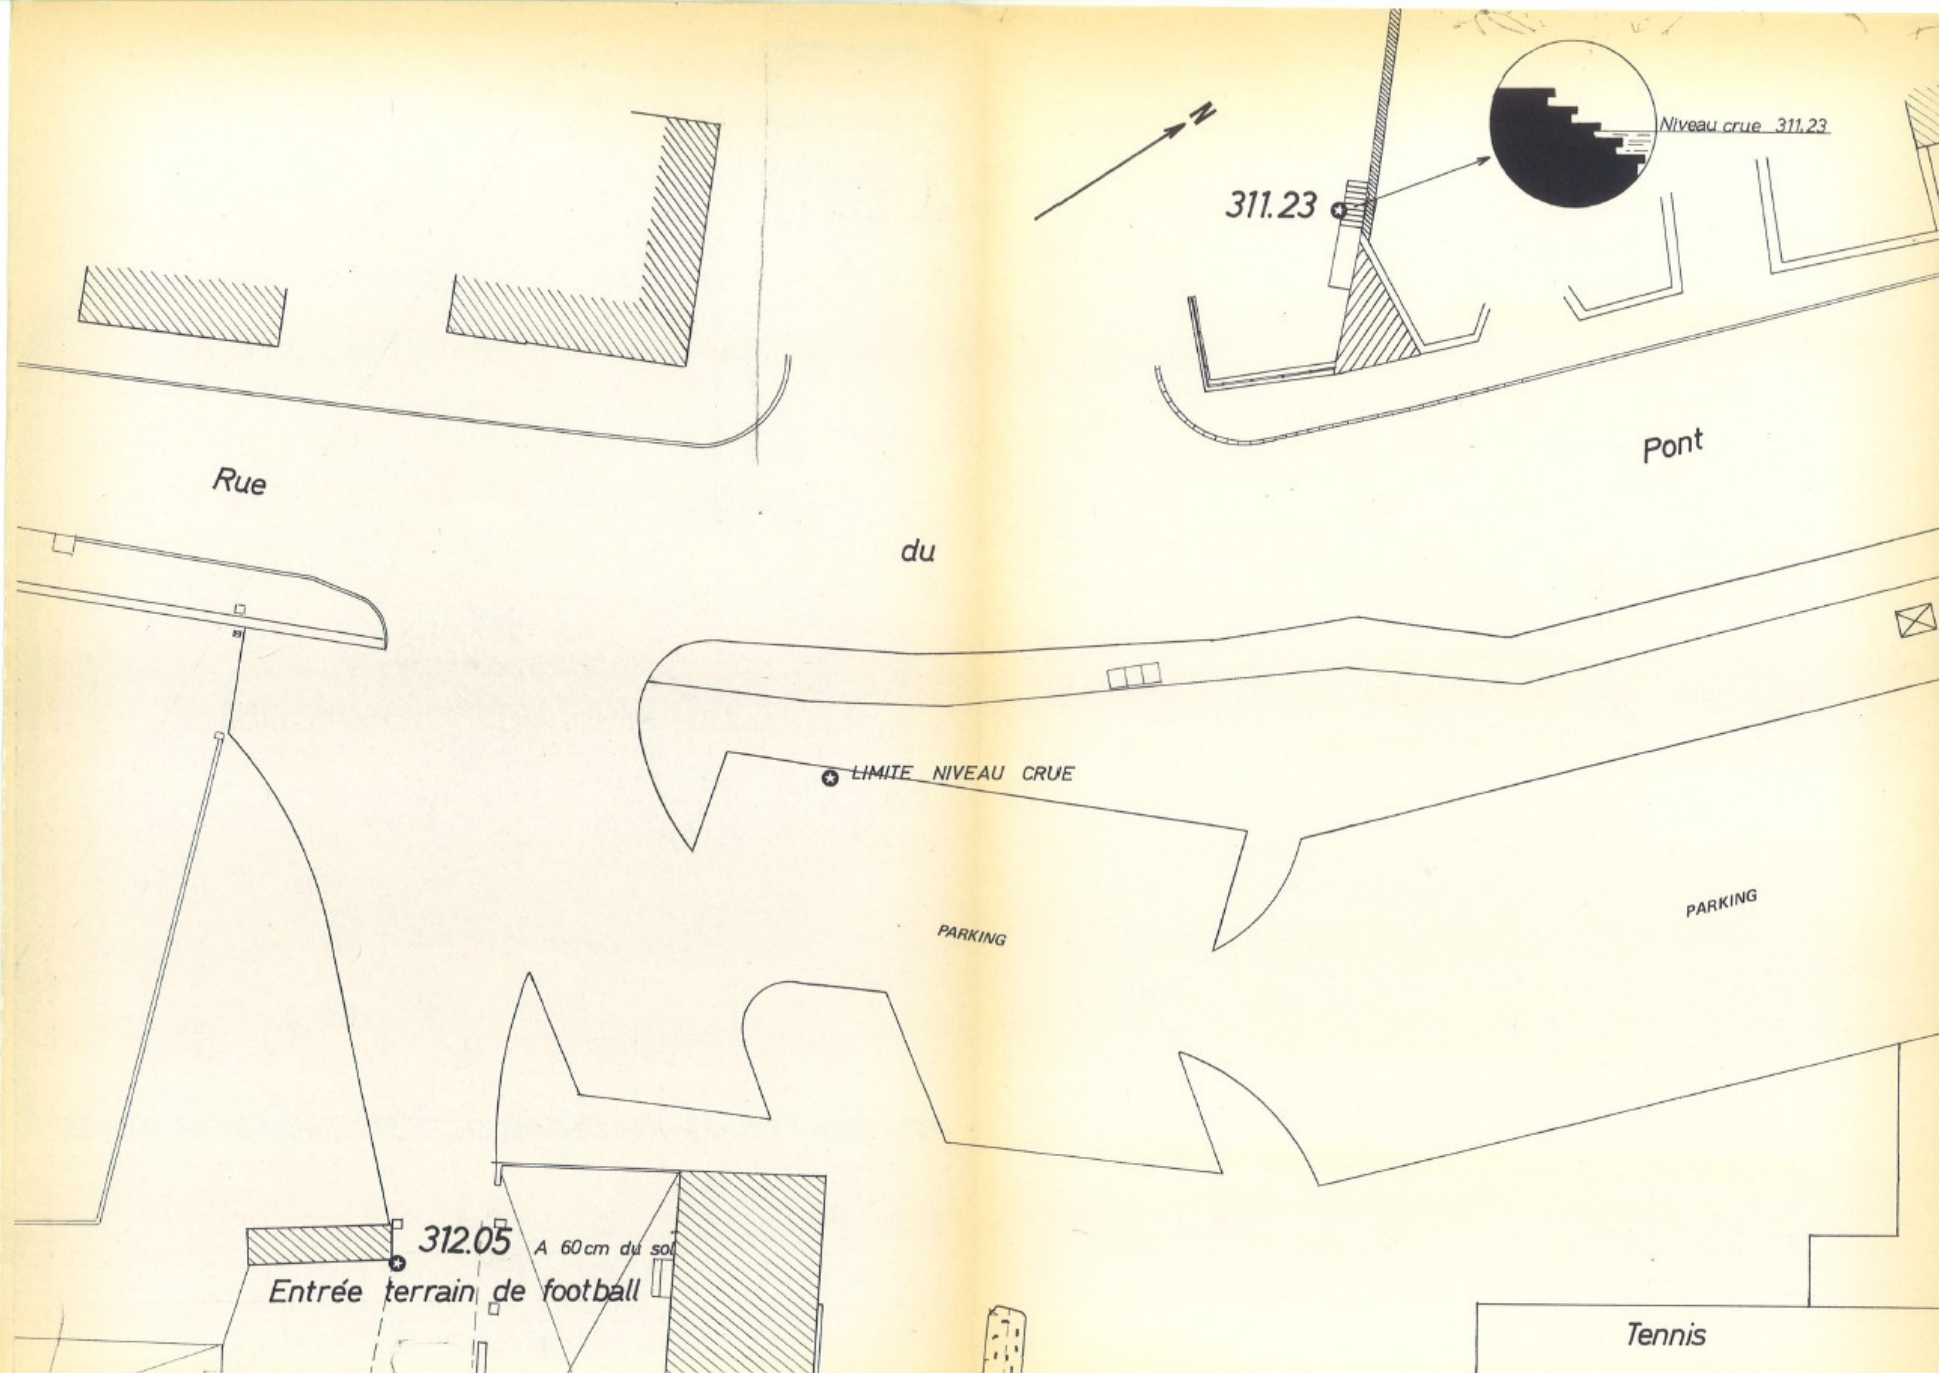 N
Niveau crue 311.23
311.23
Pont
Rue
du
LIMITE NIVEAU CRUE
PARKING
PARKING
312.05 A 60cm du sol
Entrée terrain de football
Tennis